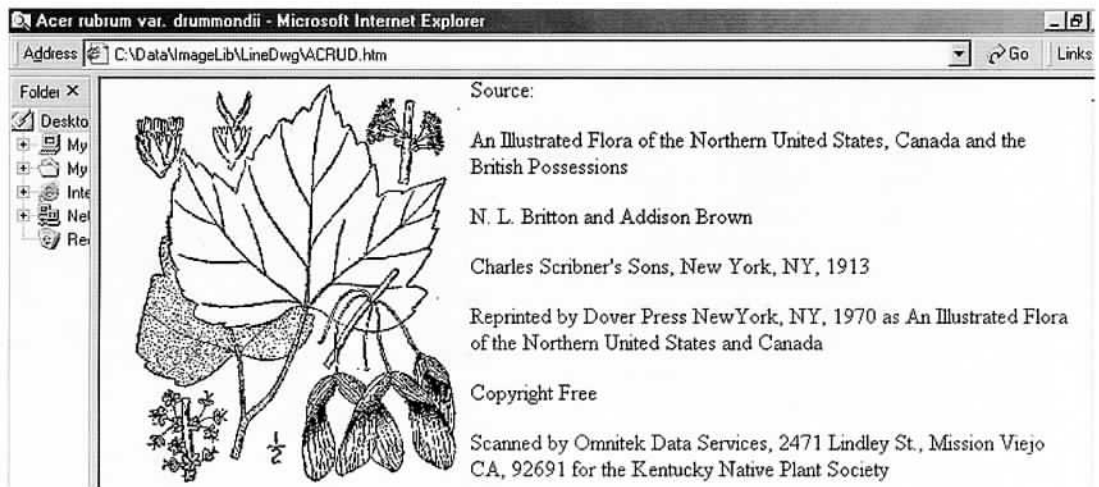 Acer rubrum var. drummondii - Microsoft Internet Explorer
Address C:\Data\ImageLib\LineDwg\ACRUD.htm Go Links
Folder
Deskto
My
My
Inte
Net
Re
Source:
An Illustrated Flora of the Northern United States, Canada and the
British Possessions
N. L. Britton and Addison Brown
Charles Scribner's Sons, New York, NY, 1913
Reprinted by Dover Press NewYork, NY, 1970 as An Illustrated Flora
of the Northern United States and Canada
Copyright Free
Scanned by Omnitek Data Services, 2471 Lindley St., Mission Viejo
CA, 92691 for the Kentucky Native Plant Society
1/2